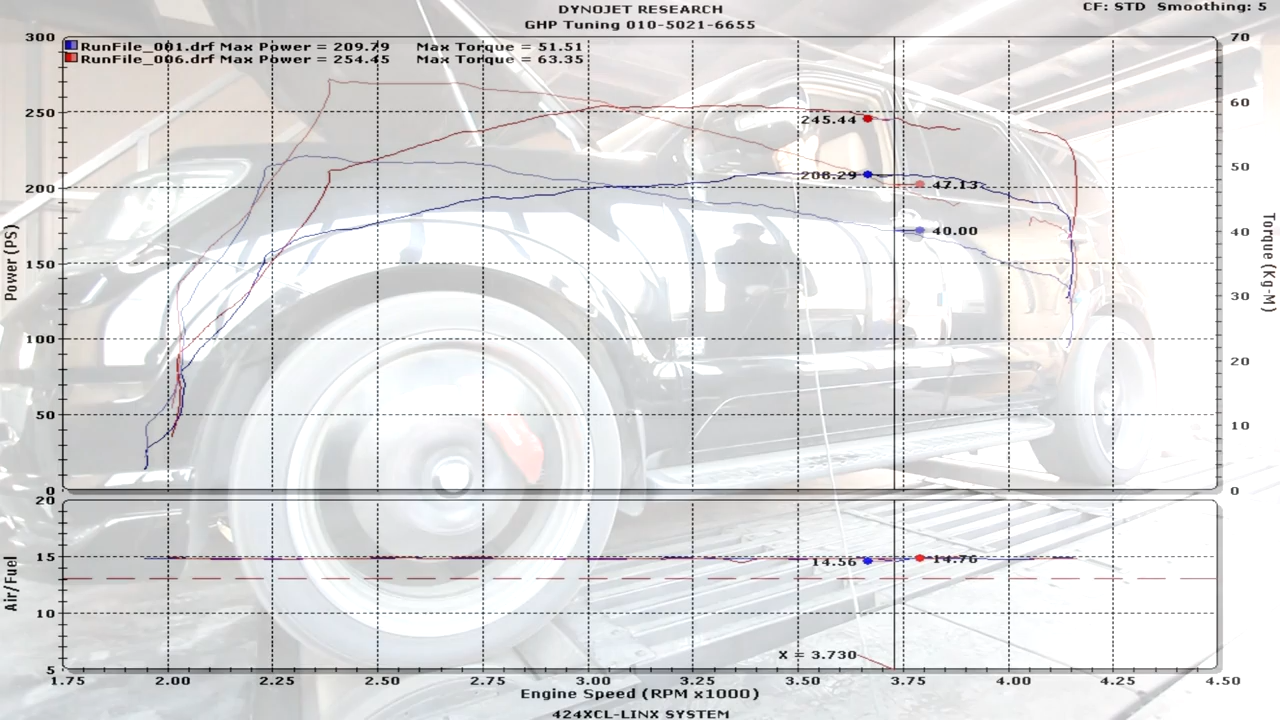 DYNOJET RESEARCH
CF: STD Smoothing: 5
GHP Tuning 010-5021-6655
RunFile_001.drf Max Power = 209.79 Max Torque = 51.51
RunFile_006.drf Max Power = 254.45 Max Torque = 63.35
300
250
200
150
100
50
0
Power (PS)
70
60
50
40
30
20
10
0
Torque (Kg-M)
245.44
208.29
47.13
40.00
20
15
10
5
Air/Fuel
14.56
14.76
X = 3.730
1.75 2.00 2.25 2.50 2.75 3.00 3.25 3.50 3.75 4.00 4.25 4.50
Engine Speed (RPM x1000)
424XCL-LINX SYSTEM